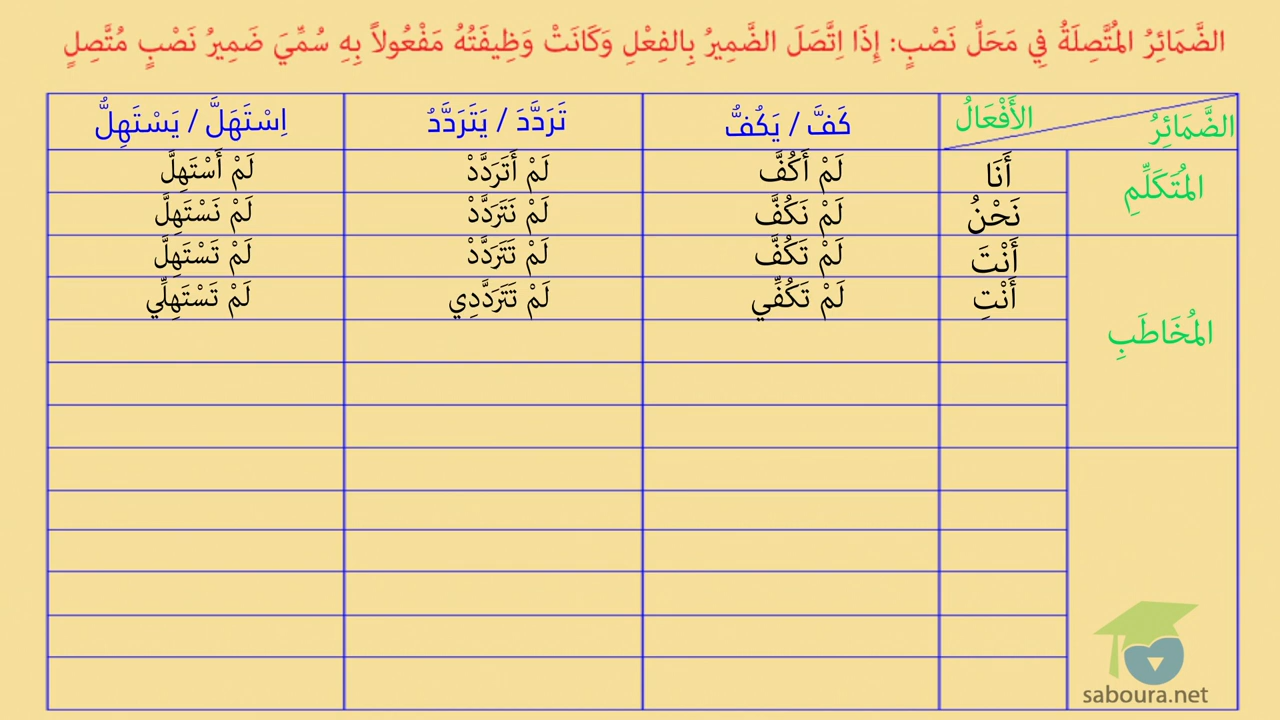 الضَّمَائِرُ المُتَّصِلَةُ فِي مَحَلِّ نَصْبٍ: إِذَا اِتَّصَلَ الضَّمِيرُ بِالفِعْلِ وَكَانَتْ وَظِيفَتُهُ مَفْعُولاً بِهِ سُمِّيَ ضَمِيرُ نَصْبٍ مُتَّصِلٍ
الضَّمَائِرُ الأَفْعَالُ كَفَّ / يَكُفُّ تَرَدَّدَ / يَتَرَدَّدُ اِسْتَهَلَّ / يَسْتَهِلُّ
المُتَكَلِّمِ أَنَا لَمْ أَكُفَّ لَمْ أَتَرَدَّدْ لَمْ أَسْتَهِلَّ
نَحْنُ لَمْ نَكُفَّ لَمْ نَتَرَدَّدْ لَمْ نَسْتَهِلَّ
المُخَاطَبِ أَنْتَ لَمْ تَكُفَّ لَمْ تَتَرَدَّدْ لَمْ تَسْتَهِلَّ
أَنْتِ لَمْ تَكُفِّي لَمْ تَتَرَدَّدِي لَمْ تَسْتَهِلِّي
saboura.net